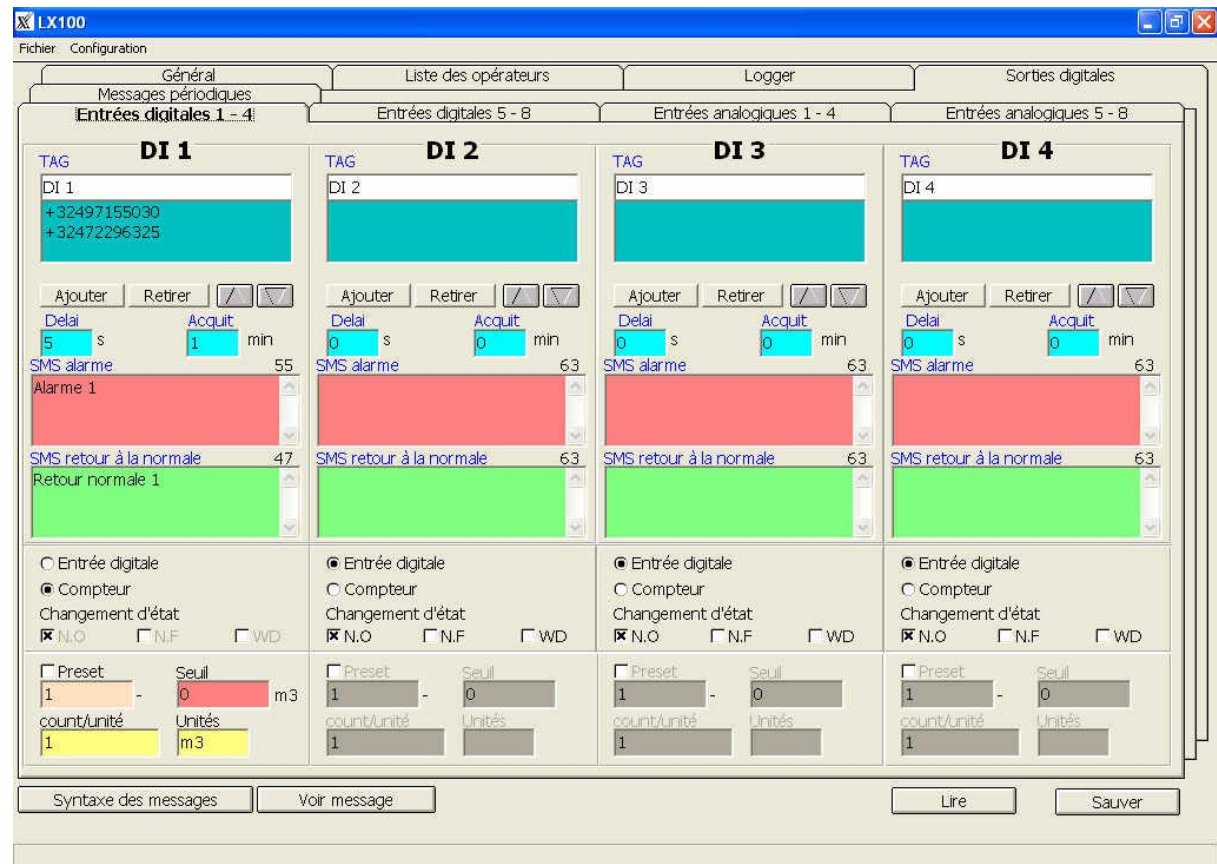 LX100
Fichier Configuration
Général Liste des opérateurs Logger Sorties digitales
Messages périodiques
Entrées digitales 1 - 4 Entrées digitales 5 - 8 Entrées analogiques 1 - 4 Entrées analogiques 5 - 8
DI 1 DI 2 DI 3 DI 4
TAG TAG TAG TAG
DI 1 DI 2 DI 3 DI 4
+32497155030
+32472296325
Ajouter Retirer Ajouter Retirer Ajouter Retirer Ajouter Retirer
Delai Acquit Delai Acquit Delai Acquit Delai Acquit
5 s 1 min 0 s 0 min 0 s 0 min 0 s 0 min
SMS alarme 55 SMS alarme 63 SMS alarme 63 SMS alarme 63
Alarme 1
SMS retour à la normale 47 SMS retour à la normale 63 SMS retour à la normale 63 SMS retour à la normale 63
Retour normale 1
Entrée digitale Entrée digitale Entrée digitale Entrée digitale
Compteur Compteur Compteur Compteur
Changement d'état Changement d'état Changement d'état Changement d'état
N.O N.F WD N.O N.F WD N.O N.F WD N.O N.F WD
Preset Seuil Preset Seuil Preset Seuil Preset Seuil
1 - 0 m3 1 - 0 1 - 0 1 - 0
count/unité Unités count/unité Unités count/unité Unités count/unité Unités
1 m3 1 1 1
Syntaxe des messages Voir message Lire Sauver